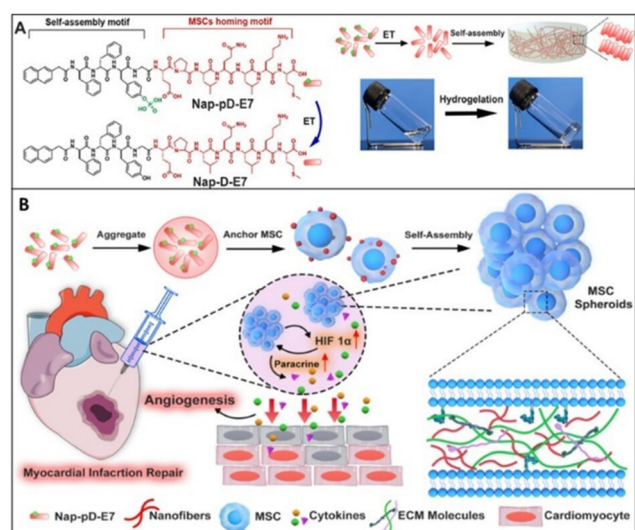 A
Self-assembly motif
MSCs homing motif
Nap-pD-E7
ET
Nap-D-E7
ET
Self-assembly
Hydrogelation
B
Aggregate
Anchor MSC
Self-Assembly
MSC
Spheroids
HIF 1α
Paracrine
Angiogenesis
Myocardial Infacrtion Repair
Nap-pD-E7
Nanofibers
MSC
Cytokines
ECM Molecules
Cardiomyocyte